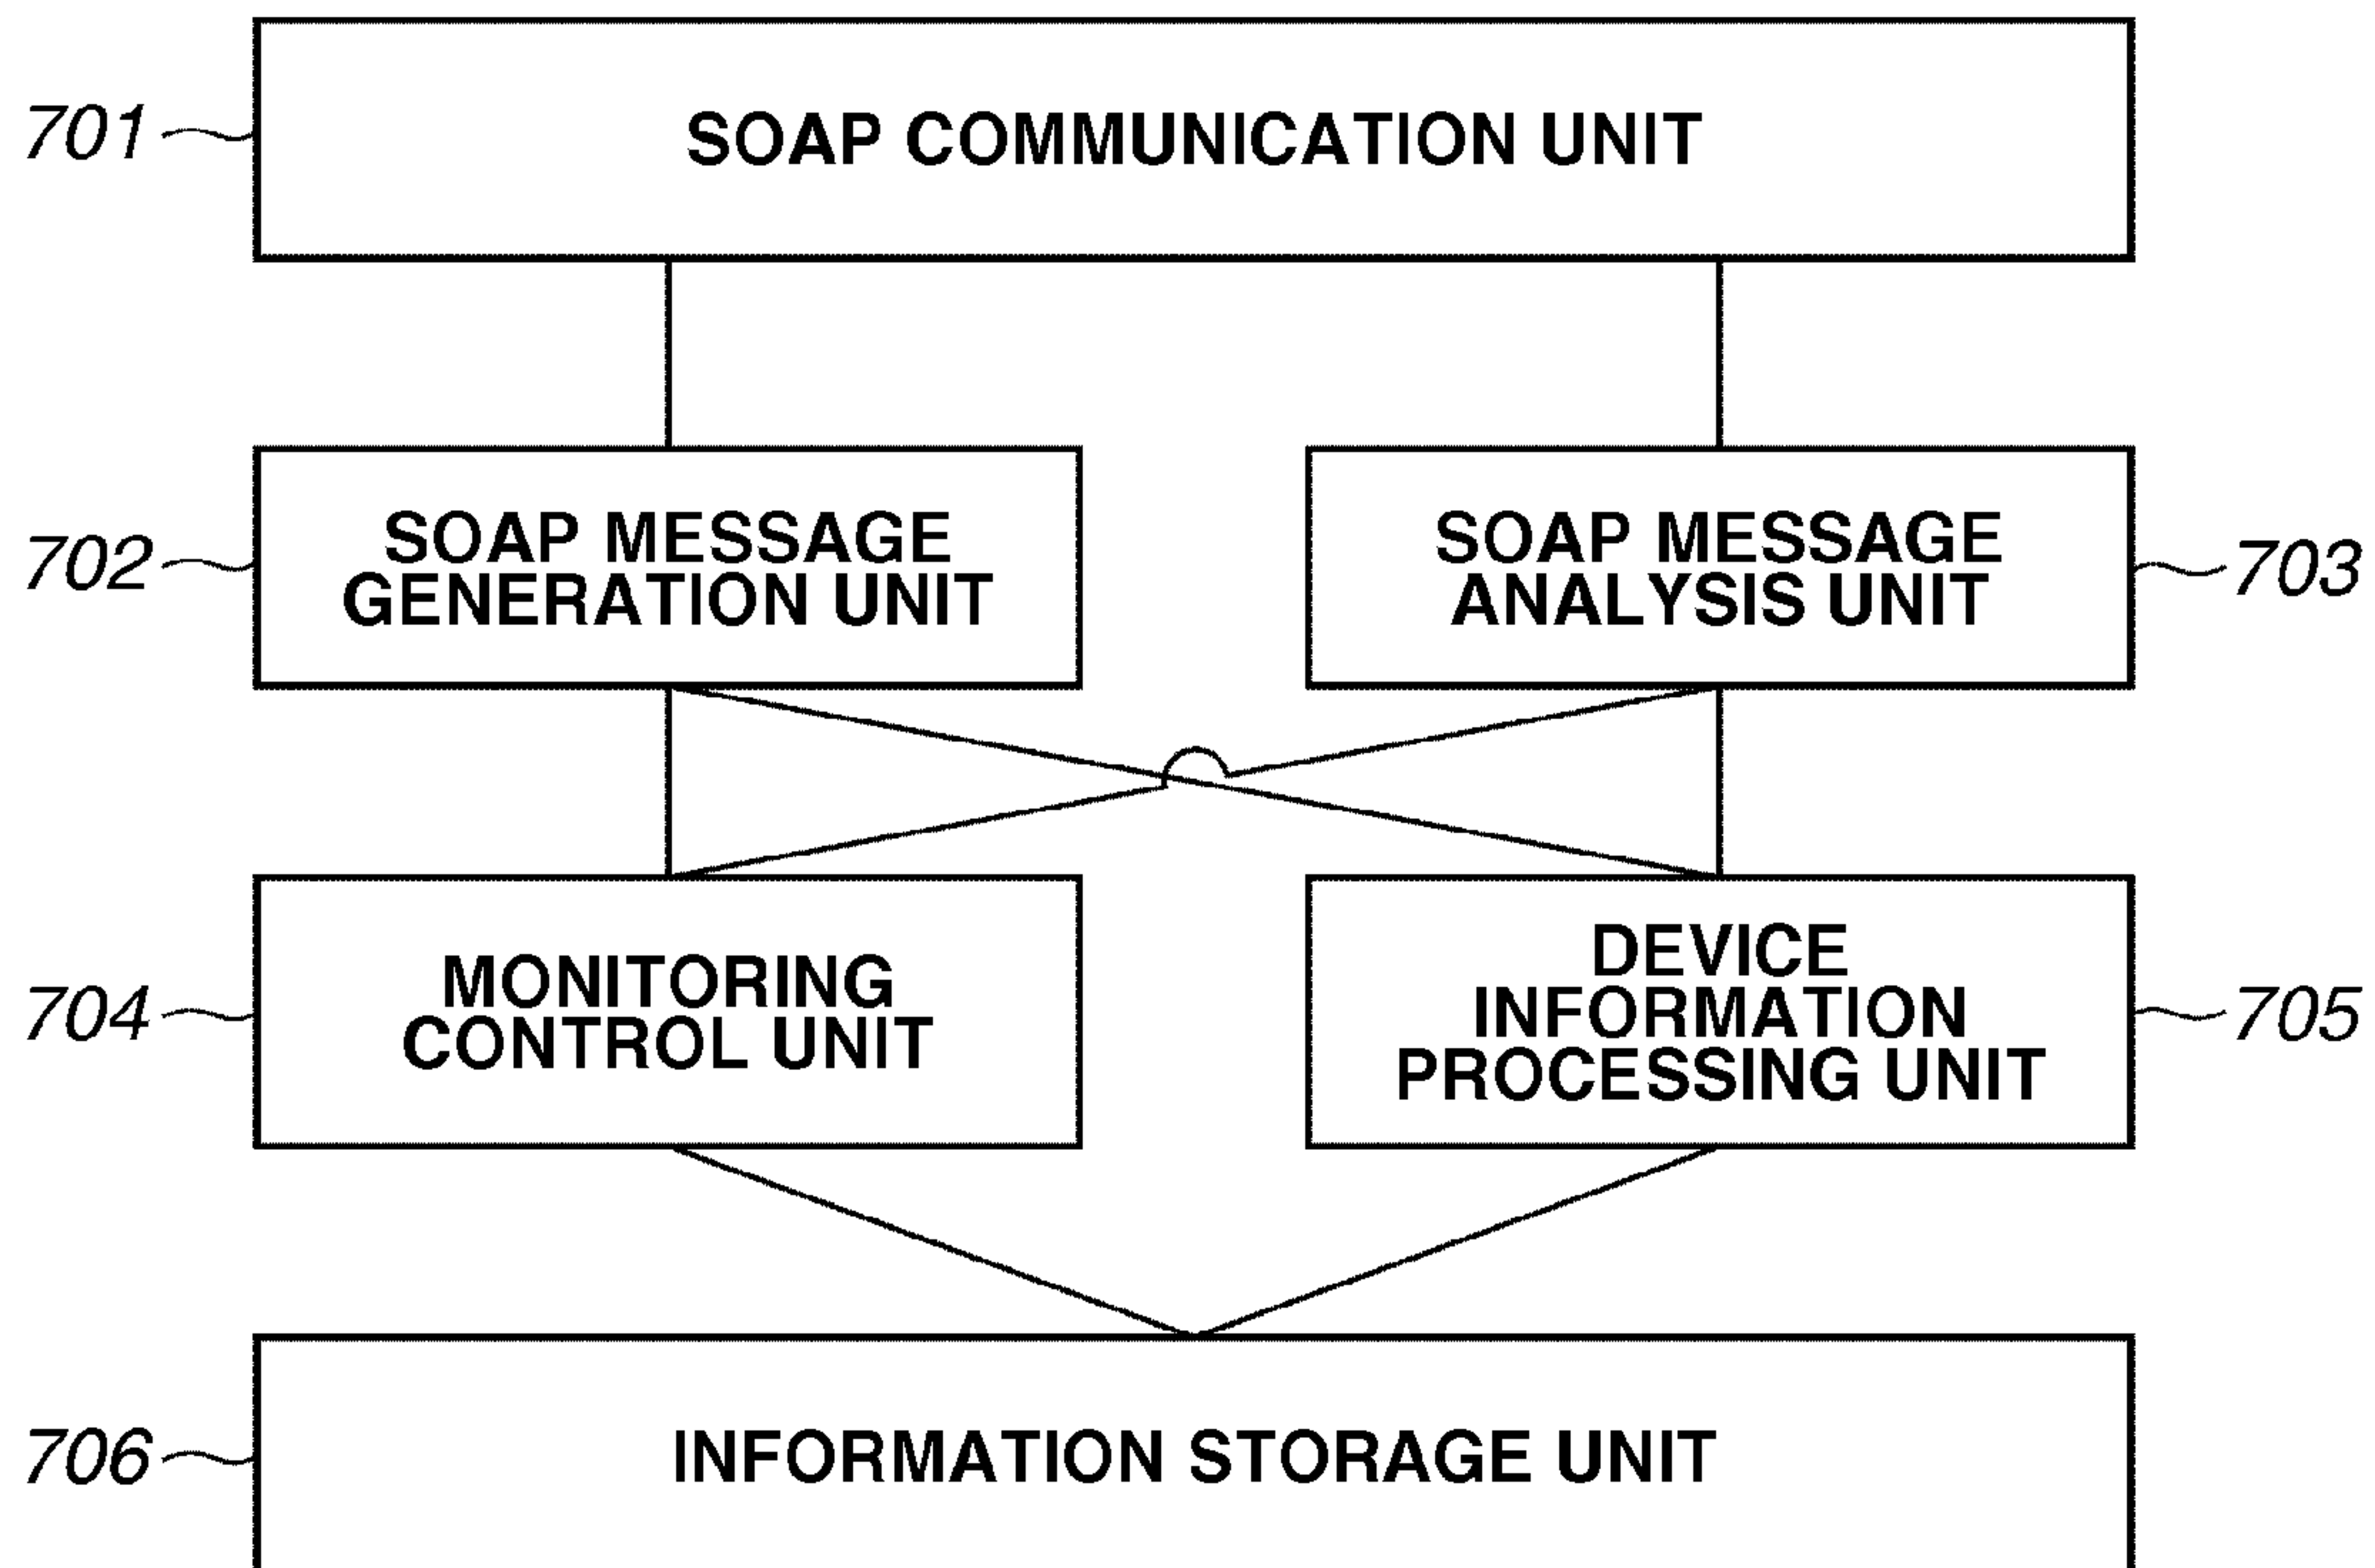 701
SOAP COMMUNICATION UNIT
702
SOAP MESSAGE
GENERATION UNIT
SOAP MESSAGE
ANALYSIS UNIT
703
704
MONITORING
CONTROL UNIT
DEVICE
INFORMATION
PROCESSING UNIT
705
706
INFORMATION STORAGE UNIT